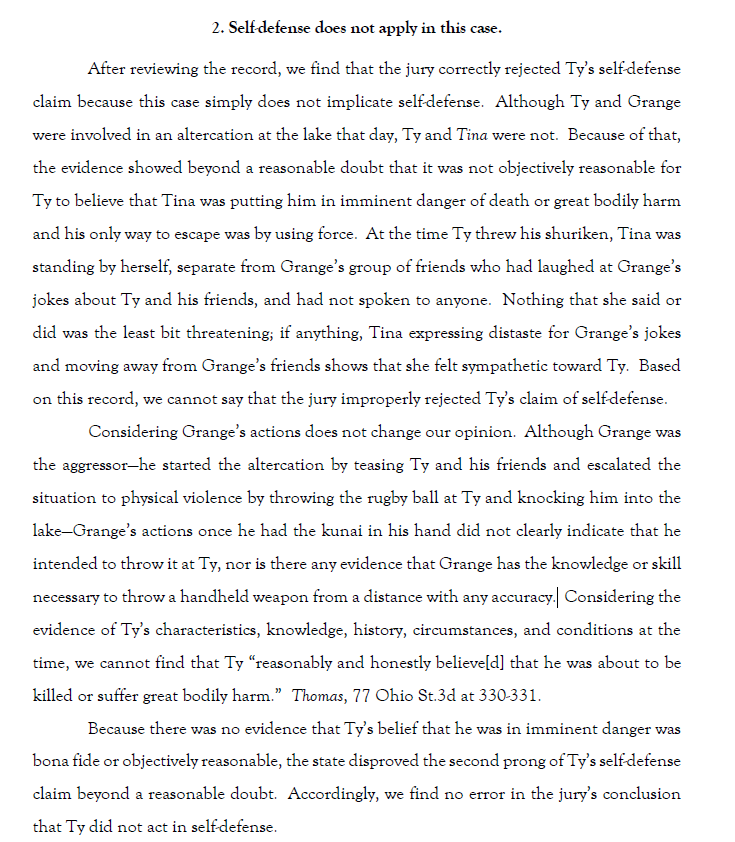 2. Self-defense does not apply in this case.
After reviewing the record, we find that the jury correctly rejected Ty’s self-defense
claim because this case simply does not implicate self-defense. Although Ty and Grange
were involved in an altercation at the lake that day, Ty and Tina were not. Because of that,
the evidence showed beyond a reasonable doubt that it was not objectively reasonable for
Ty to believe that Tina was putting him in imminent danger of death or great bodily harm
and his only way to escape was by using force. At the time Ty threw his shuriken, Tina was
standing by herself, separate from Grange’s group of friends who had laughed at Grange’s
jokes about Ty and his friends, and had not spoken to anyone. Nothing that she said or
did was the least bit threatening; if anything, Tina expressing distaste for Grange’s jokes
and moving away from Grange’s friends shows that she felt sympathetic toward Ty. Based
on this record, we cannot say that the jury improperly rejected Ty’s claim of self-defense.
Considering Grange’s actions does not change our opinion. Although Grange was
the aggressor—he started the altercation by teasing Ty and his friends and escalated the
situation to physical violence by throwing the rugby ball at Ty and knocking him into the
lake—Grange’s actions once he had the kunai in his hand did not clearly indicate that he
intended to throw it at Ty, nor is there any evidence that Grange has the knowledge or skill
necessary to throw a handheld weapon from a distance with any accuracy. Considering the
evidence of Ty’s characteristics, knowledge, history, circumstances, and conditions at the
time, we cannot find that Ty “reasonably and honestly believe[d] that he was about to be
killed or suffer great bodily harm.” Thomas, 77 Ohio St.3d at 330-331.
Because there was no evidence that Ty’s belief that he was in imminent danger was
bona fide or objectively reasonable, the state disproved the second prong of Ty’s self-defense
claim beyond a reasonable doubt. Accordingly, we find no error in the jury’s conclusion
that Ty did not act in self-defense.